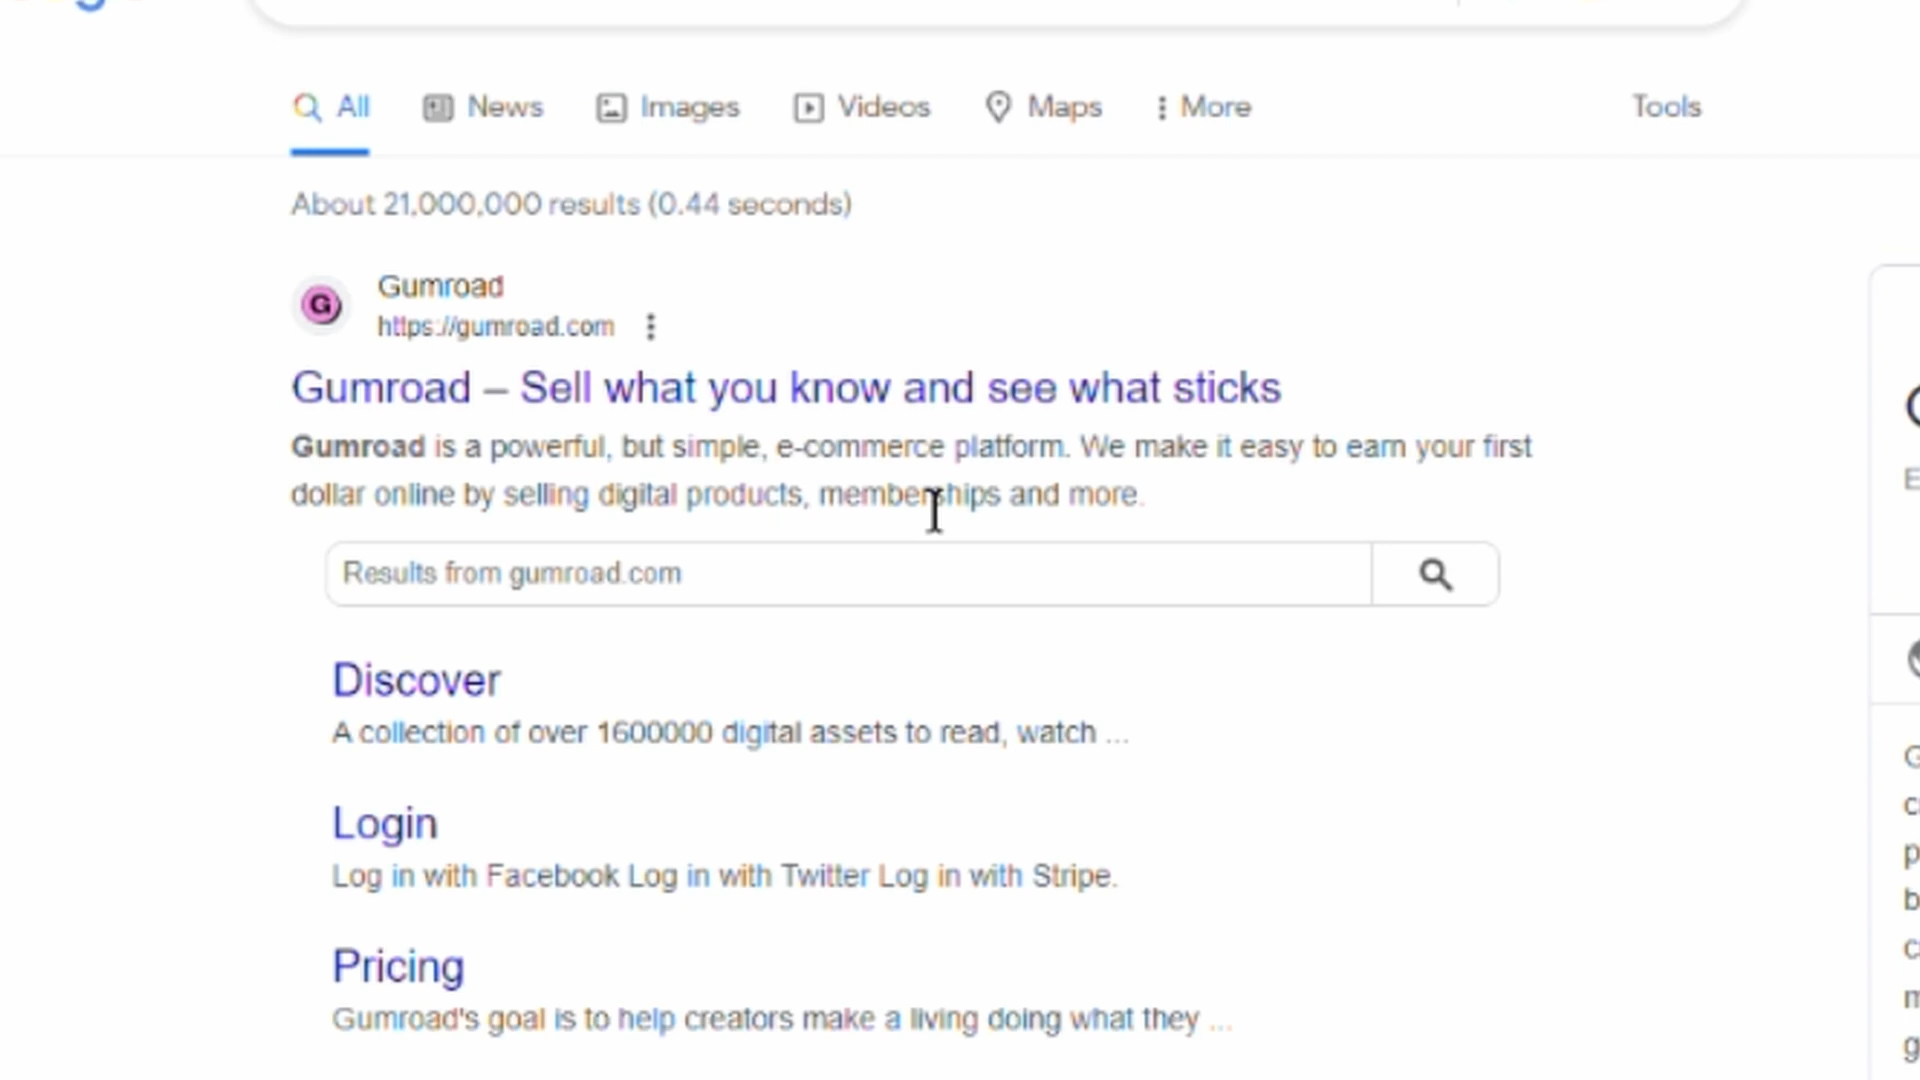 All News Images Videos Maps More Tools
About 21,000,000 results (0.44 seconds)
G Gumroad
https://gumroad.com
Gumroad – Sell what you know and see what sticks
Gumroad is a powerful, but simple, e-commerce platform. We make it easy to earn your first
dollar online by selling digital products, memberships and more.
Results from gumroad.com
Discover
A collection of over 1600000 digital assets to read, watch ...
Login
Log in with Facebook Log in with Twitter Log in with Stripe.
Pricing
Gumroad's goal is to help creators make a living doing what they ...